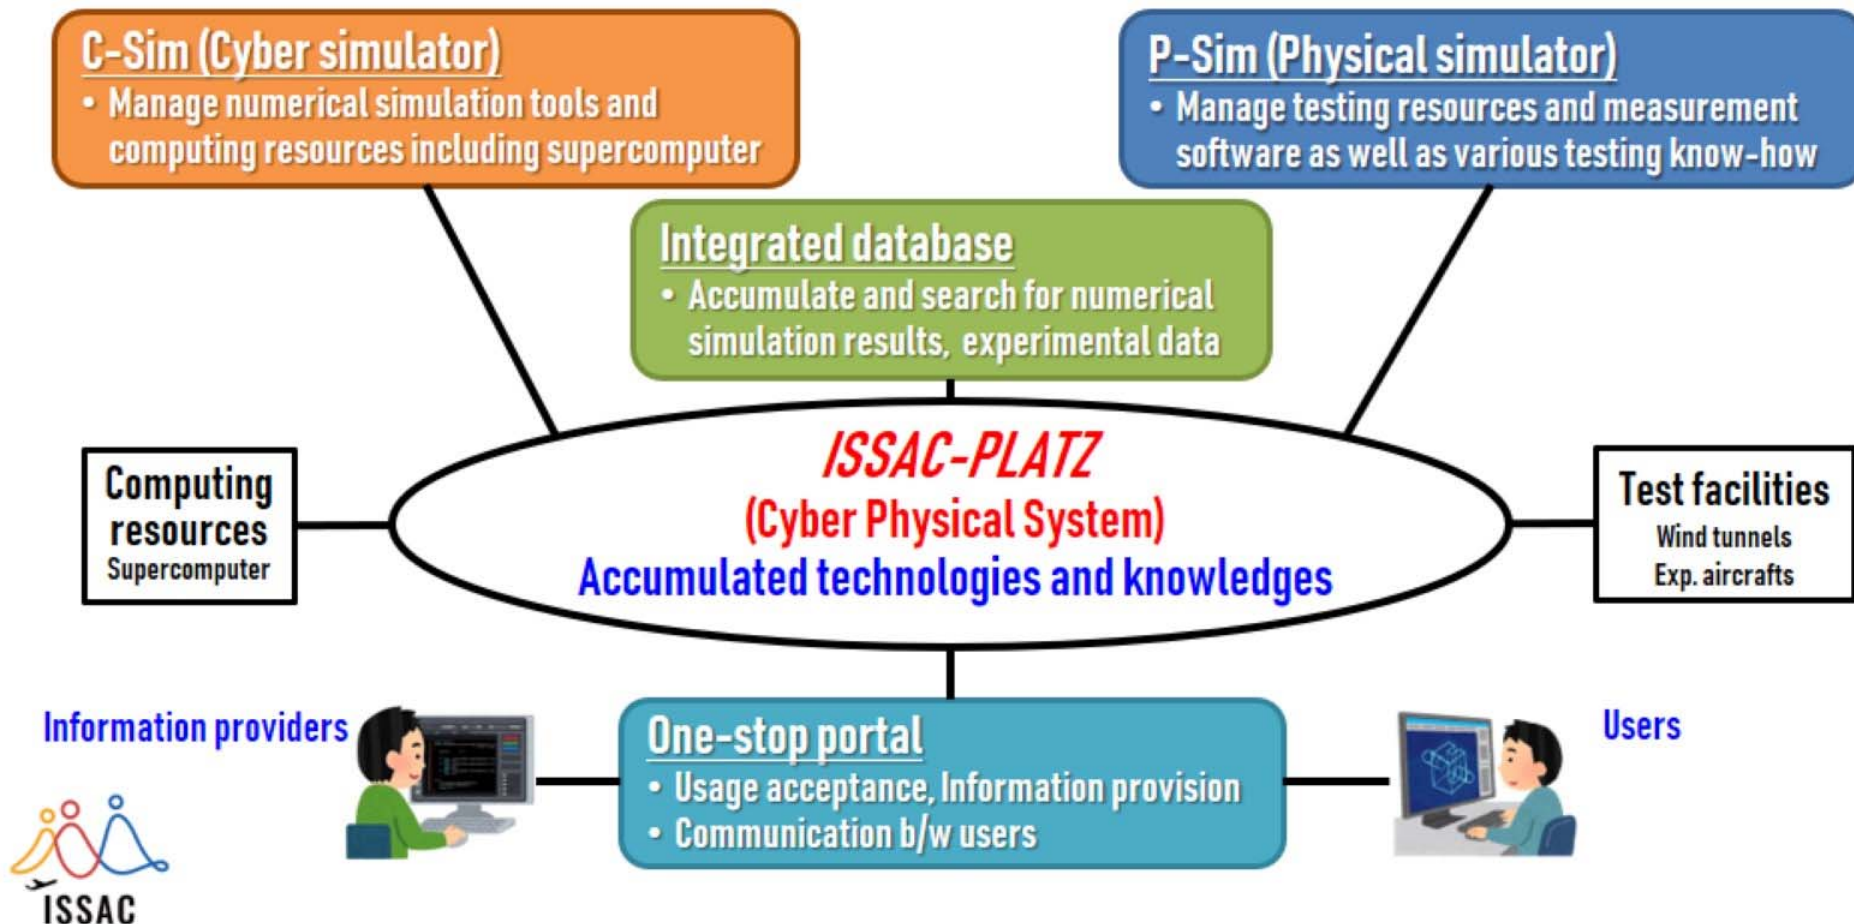 C-Sim (Cyber simulator)
• Manage numerical simulation tools and
computing resources including supercomputer
P-Sim (Physical simulator)
• Manage testing resources and measurement
software as well as various testing know-how
Integrated database
• Accumulate and search for numerical
simulation results, experimental data
ISSAC-PLATZ
(Cyber Physical System)
Accumulated technologies and knowledges
Computing
resources
Supercomputer
Test facilities
Wind tunnels
Exp. aircrafts
Information providers
One-stop portal
• Usage acceptance, Information provision
• Communication b/w users
Users
ISSAC